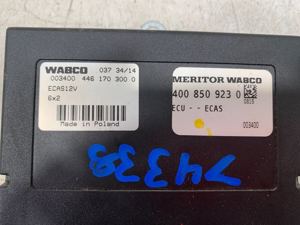 WABCO 037 34/14
003400 446 170 300 0
ECAS12V
6x2
Made in Poland
MERITOR WABCO
400 850 923 0
0815
ECU - - ECAS
003400
74338